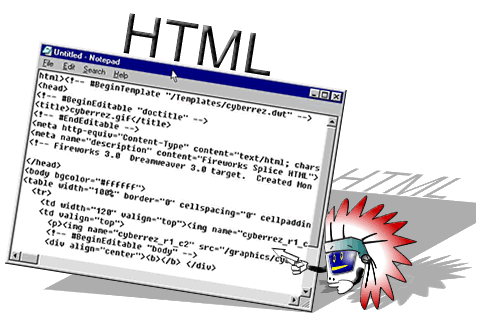 HTML
Untitled - Notepad
File Edit Search Help
html><!-- #BeginTemplate "/Templates/cyberrez.dwt" -->
<head>
<!-- #BeginEditable "doctitle" -->
<title>cyberrez.gif</title>
<!-- #EndEditable -->
<meta http-equiv="Content-Type" content="text/html; chars
<meta name="description" content="Fireworks Splice HTML">
<!-- Fireworks 3.0 Dreamweaver 3.0 target. Created Mon
</head>
<body bgcolor="#ffffff">
<table width="100%" border="0" cellspacing="0" cellpaddin
<tr>
<td width="120" valign="top"><img name="cyberrez_r1_c
<td valign="top">
<p><img name="cyberrez_r1_c2" src="/graphics/cy
<!-- #BeginEditable "body" -->
<div align="center"><b></b> </div>
HTML